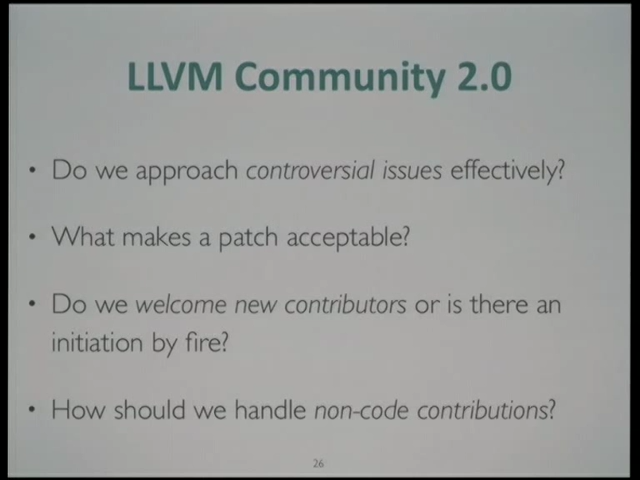 LLVM Community 2.0
• Do we approach controversial issues effectively?
• What makes a patch acceptable?
• Do we welcome new contributors or is there an
initiation by fire?
• How should we handle non-code contributions?
26